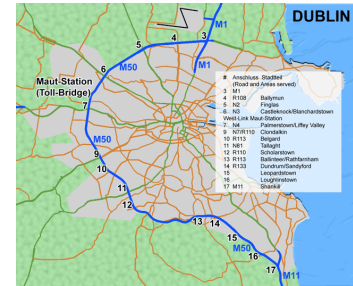 DUBLIN
M1
5
4
3
M50
6
M1
Maut-Station
(Toll-Bridge)
7
M50
9
10
11
12
13
14
15
M50
16
17
M11
# Anschluss Stadtteil
(Road and Areas served)
3 M1
4 R108 Ballymun
5 N2 Finglas
6 N3 Castleknock/Blanchardstown
West-Link Maut-Station
7 N4 Palmerstown/Liffey Valley
9 N7/R110 Clondalkin
10 R113 Belgard
11 N81 Tallaght
12 R110 Scholarstown
13 R113 Ballinteer/Rathfarnham
14 R133 Dundrum/Sandyford
15 Leopardstown
16 Loughlinstown
17 M11 Shankill